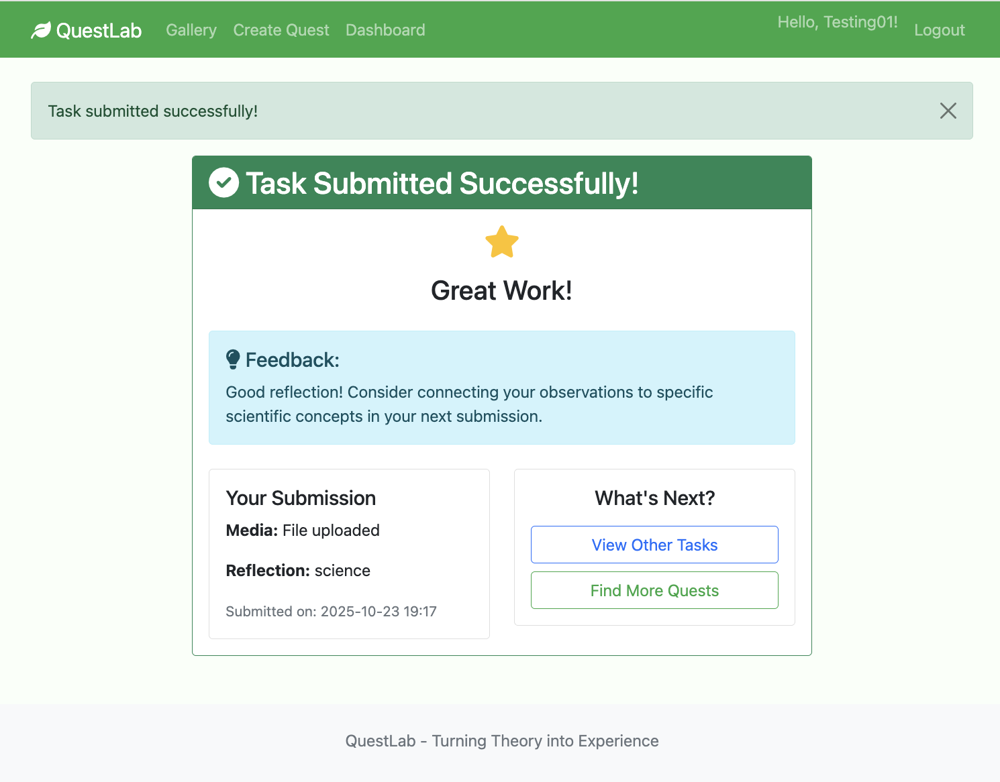 QuestLab
Gallery
Create Quest
Dashboard
Hello, Testing01!
Logout
Task submitted successfully!
Task Submitted Successfully!
Great Work!
Feedback:
Good reflection! Consider connecting your observations to specific
scientific concepts in your next submission.
Your Submission
Media: File uploaded
Reflection: science
Submitted on: 2025-10-23 19:17
What's Next?
View Other Tasks
Find More Quests
QuestLab - Turning Theory into Experience